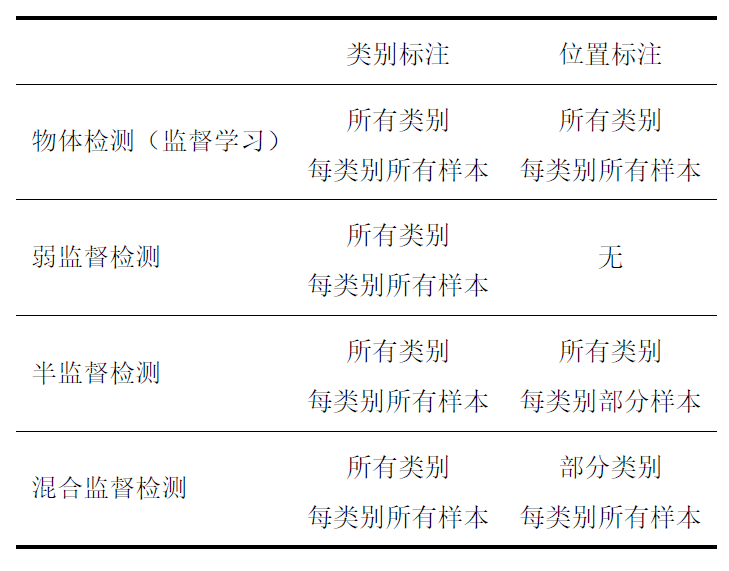 类别标注 位置标注
所有类别 所有类别
物体检测（监督学习）
每类别所有样本 每类别所有样本
所有类别
弱监督检测 无
每类别所有样本
所有类别 所有类别
半监督检测
每类别所有样本 每类别部分样本
所有类别 部分类别
混合监督检测
每类别所有样本 每类别所有样本